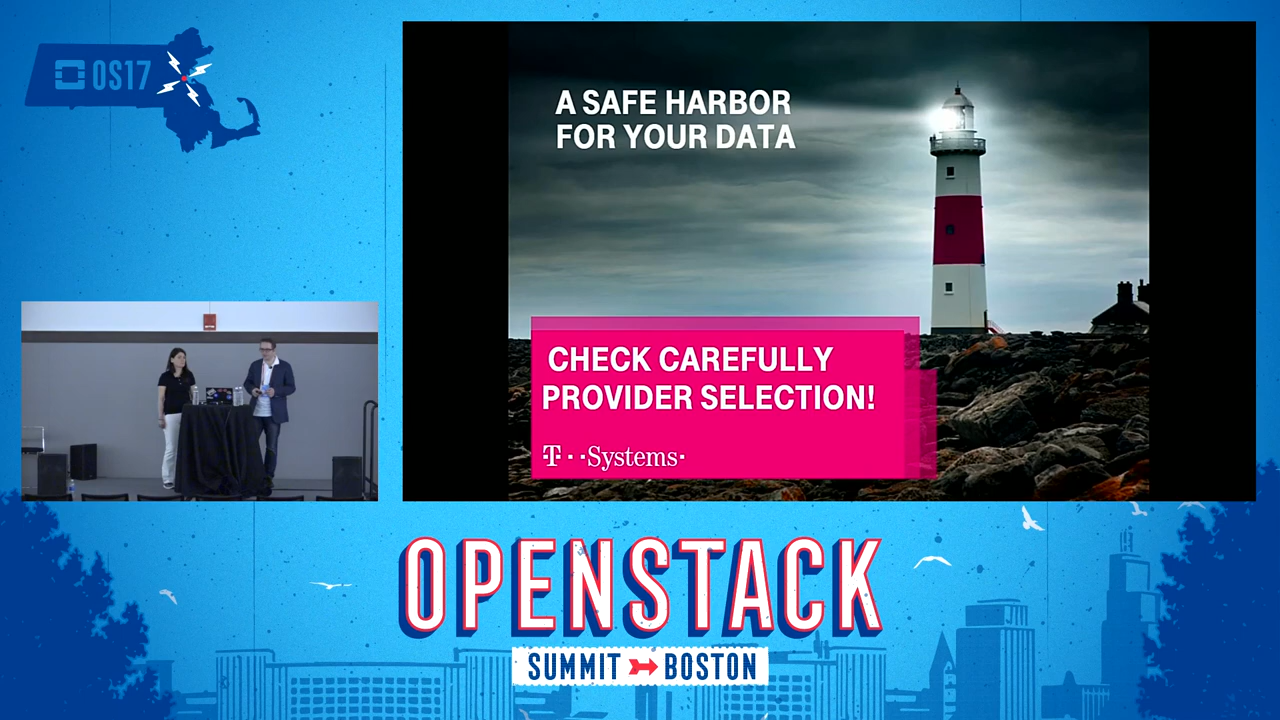 OS17
A SAFE HARBOR
FOR YOUR DATA
CHECK CAREFULLY
PROVIDER SELECTION!
T··Systems·
OPENSTACK
SUMMIT BOSTON